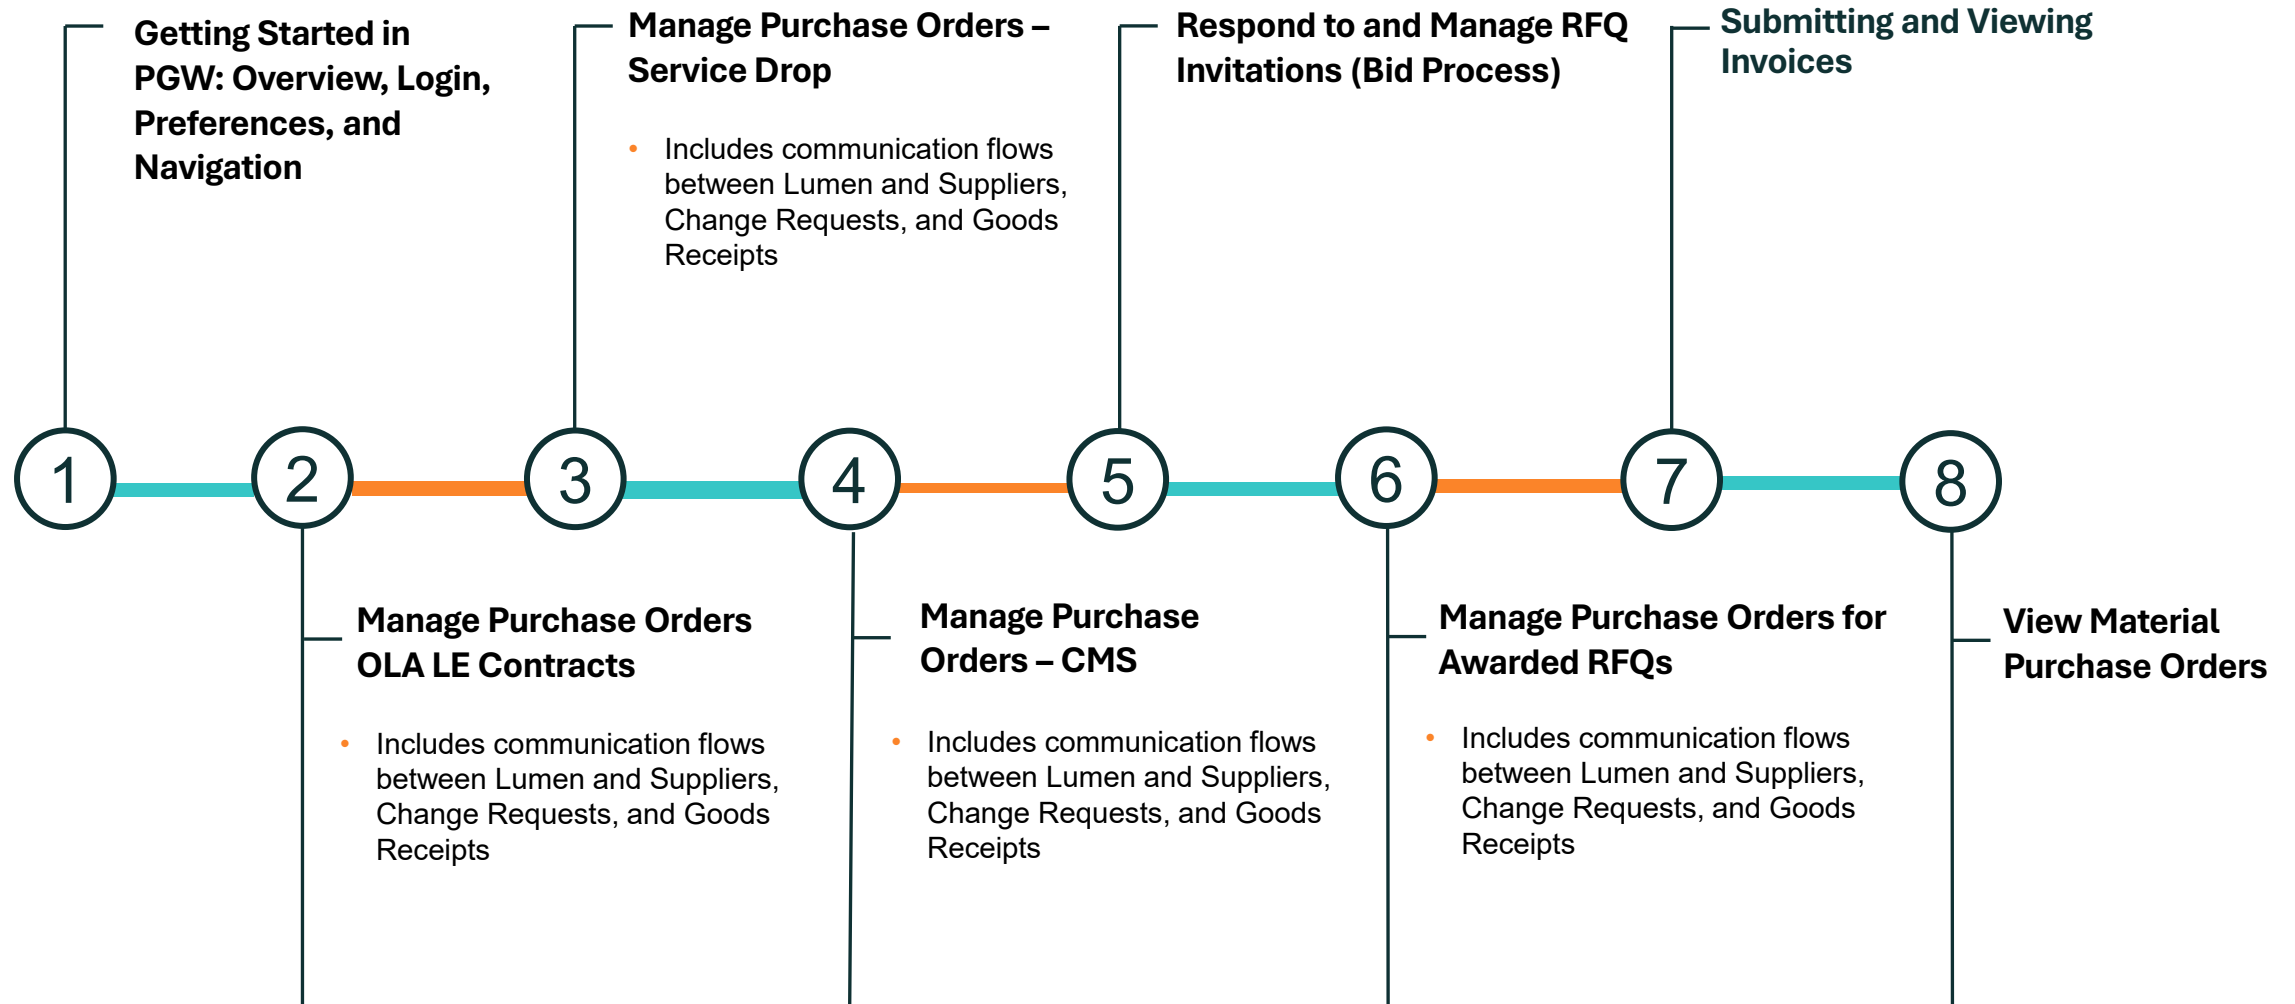 Getting Started in
PGW: Overview, Login,
Preferences, and
Navigation
Manage Purchase Orders –
Service Drop
• Includes communication flows
between Lumen and Suppliers,
Change Requests, and Goods
Receipts
Respond to and Manage RFQ
Invitations (Bid Process)
Submitting and Viewing
Invoices
1
2
3
4
5
6
7
8
Manage Purchase Orders
OLA LE Contracts
• Includes communication flows
between Lumen and Suppliers,
Change Requests, and Goods
Receipts
Manage Purchase
Orders – CMS
• Includes communication flows
between Lumen and Suppliers,
Change Requests, and Goods
Receipts
Manage Purchase Orders for
Awarded RFQs
• Includes communication flows
between Lumen and Suppliers,
Change Requests, and Goods
Receipts
View Material
Purchase Orders